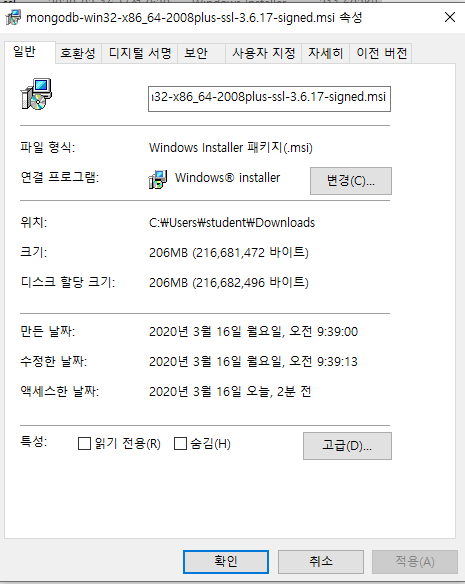 mongodb-win32-x86_64-2008plus-ssl-3.6.17-signed.msi 속성
일반 호환성 디지털 서명 보안 사용자 지정 자세히 이전 버전
32-x86_64-2008plus-ssl-3.6.17-signed.msi
파일 형식: Windows Installer 패키지(.msi)
연결 프로그램: Windows® installer 변경(C)...
위치: C:₩Users₩student₩Downloads
크기: 206MB (216,681,472 바이트)
디스크 할당 크기: 206MB (216,682,496 바이트)
만든 날짜: 2020년 3월 16일 월요일, 오전 9:39:00
수정한 날짜: 2020년 3월 16일 월요일, 오전 9:39:13
액세스한 날짜: 2020년 3월 16일 오늘, 2분 전
특성: 읽기 전용(R) 숨김(H) 고급(D)...
확인 취소 적용(A)